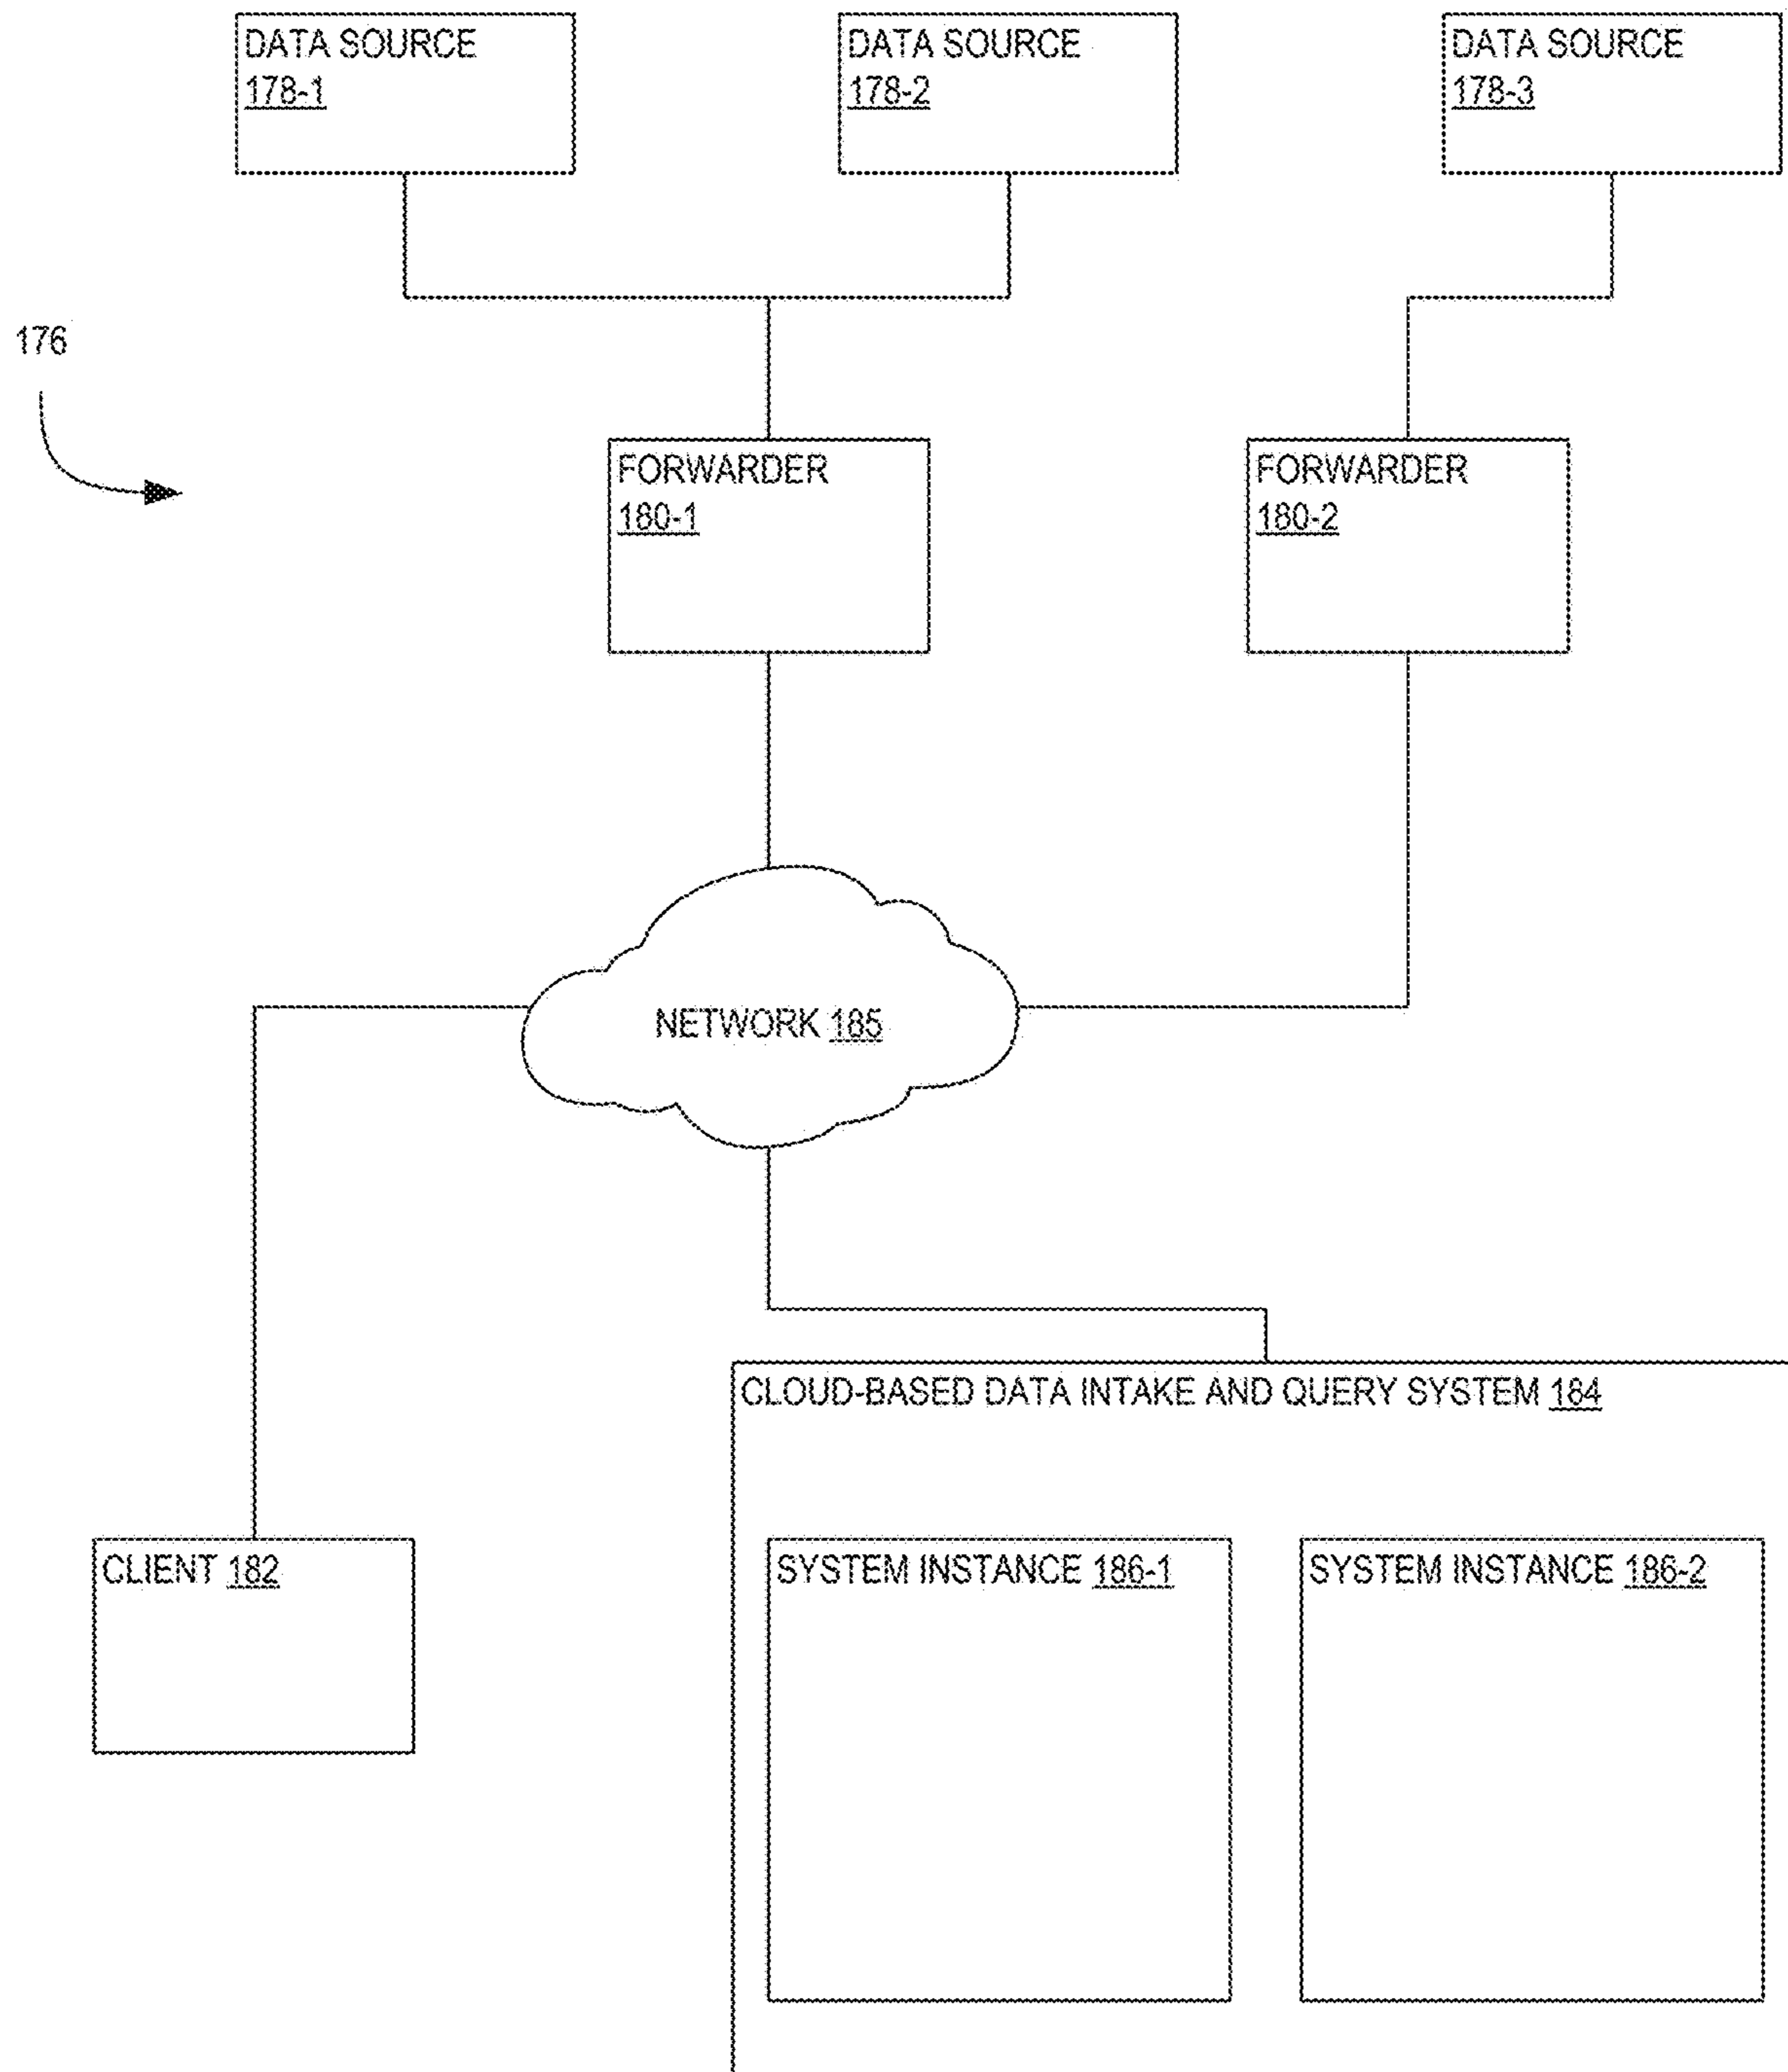 DATA SOURCE
178-1
DATA SOURCE
178-2
DATA SOURCE
178-3
176
FORWARDER
180-1
FORWARDER
180-2
NETWORK 185
CLOUD-BASED DATA INTAKE AND QUERY SYSTEM 184
CLIENT 182
SYSTEM INSTANCE 186-1
SYSTEM INSTANCE 186-2